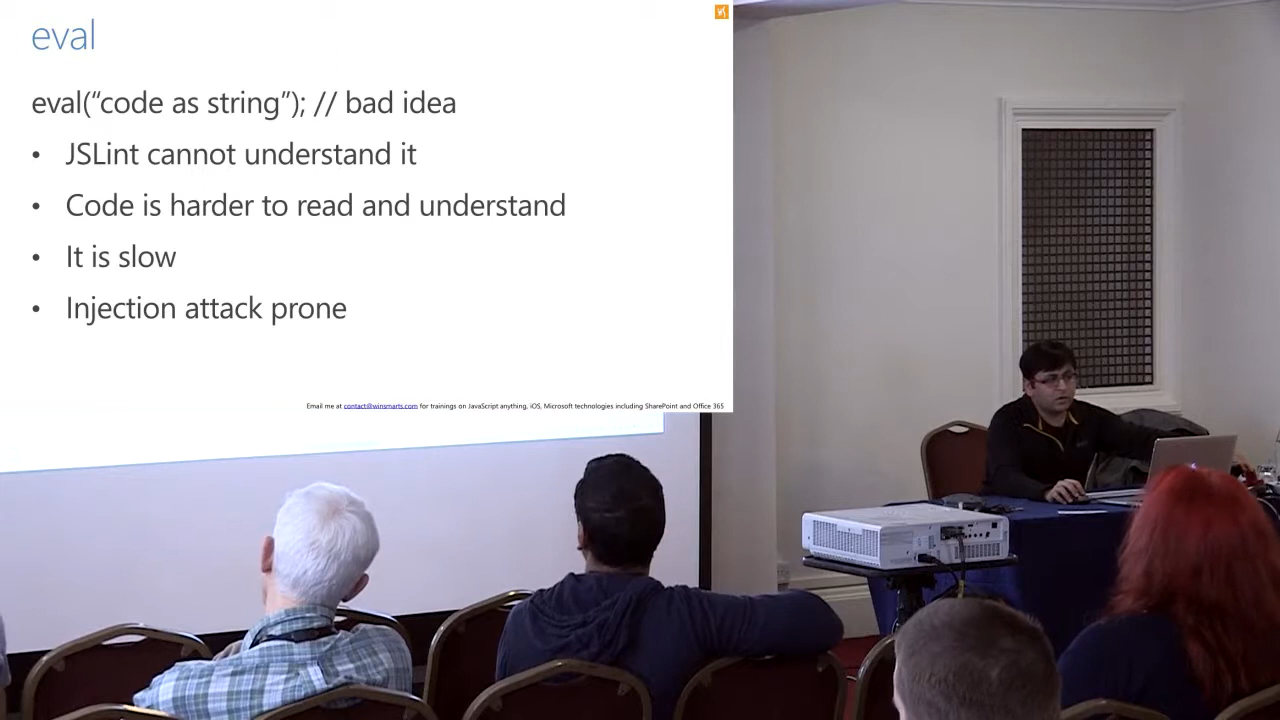 eval
eval(“code as string”); // bad idea
• JSLint cannot understand it
• Code is harder to read and understand
• It is slow
• Injection attack prone
Email me at contact@winsmarts.com for trainings on JavaScript anything, iOS, Microsoft technologies including SharePoint and Office 365